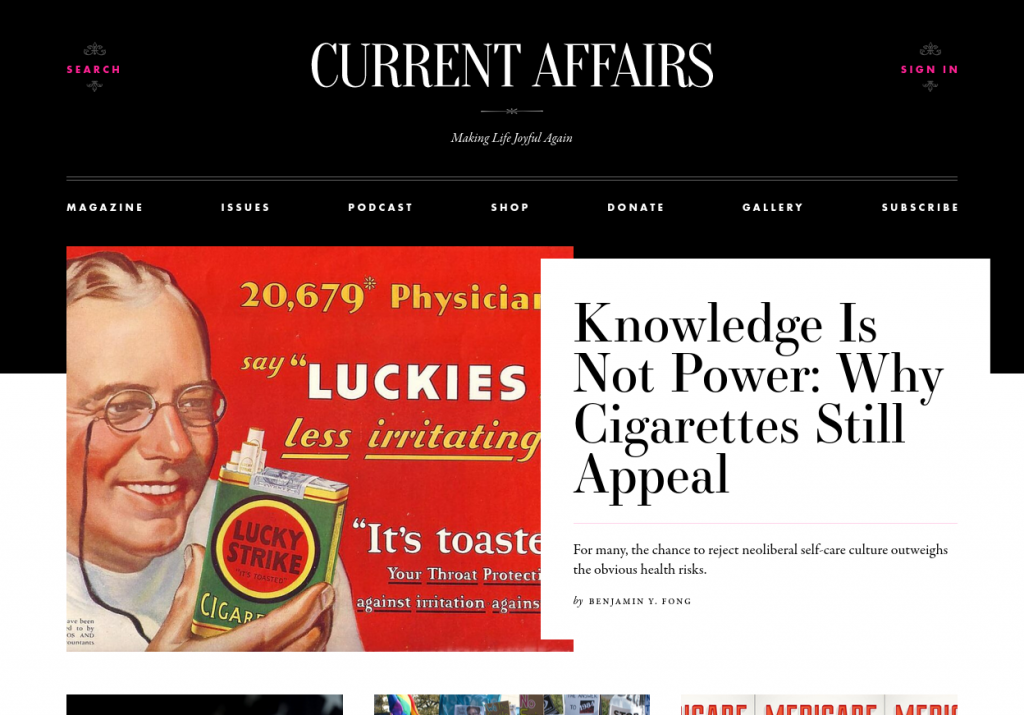 SEARCH
CURRENT AFFAIRS
SIGN IN
Making Life Joyful Again
MAGAZINE ISSUES PODCAST SHOP DONATE GALLERY SUBSCRIBE
20,679* Physician
say "LUCKIES
less irritating
LUCKY
STRIKE
"IT'S TOASTED"
CIGARE
"It's toaste
Your Throat Protecti
against irritation agains
ave been
d to by
OS AND
ountants.
Knowledge Is
Not Power: Why
Cigarettes Still
Appeal
For many, the chance to reject neoliberal self-care culture outweighs
the obvious health risks.
by BENJAMIN Y. FONG
MEDICARE